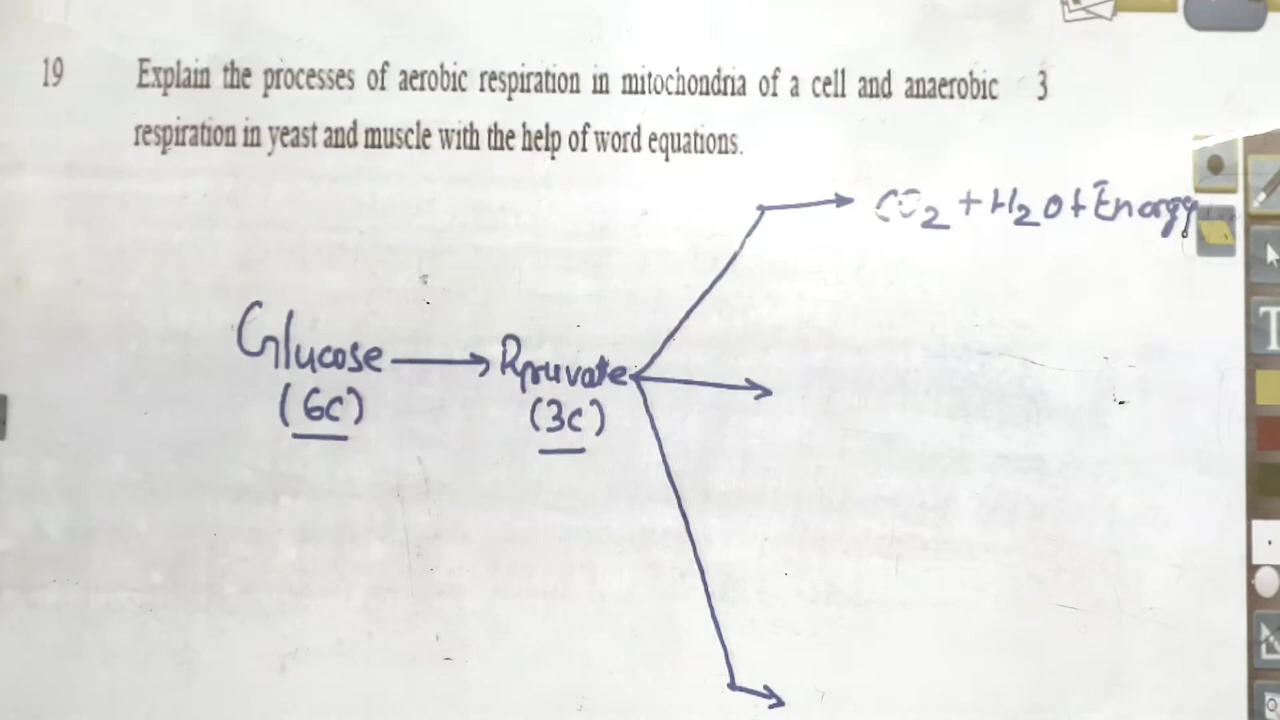 19 Explain the processes of aerobic respiration in mitochondria of a cell and anaerobic 3
respiration in yeast and muscle with the help of word equations.
CO2 + H2O + Energy
Glucose → Pyruvate
(6C) (3C)
T